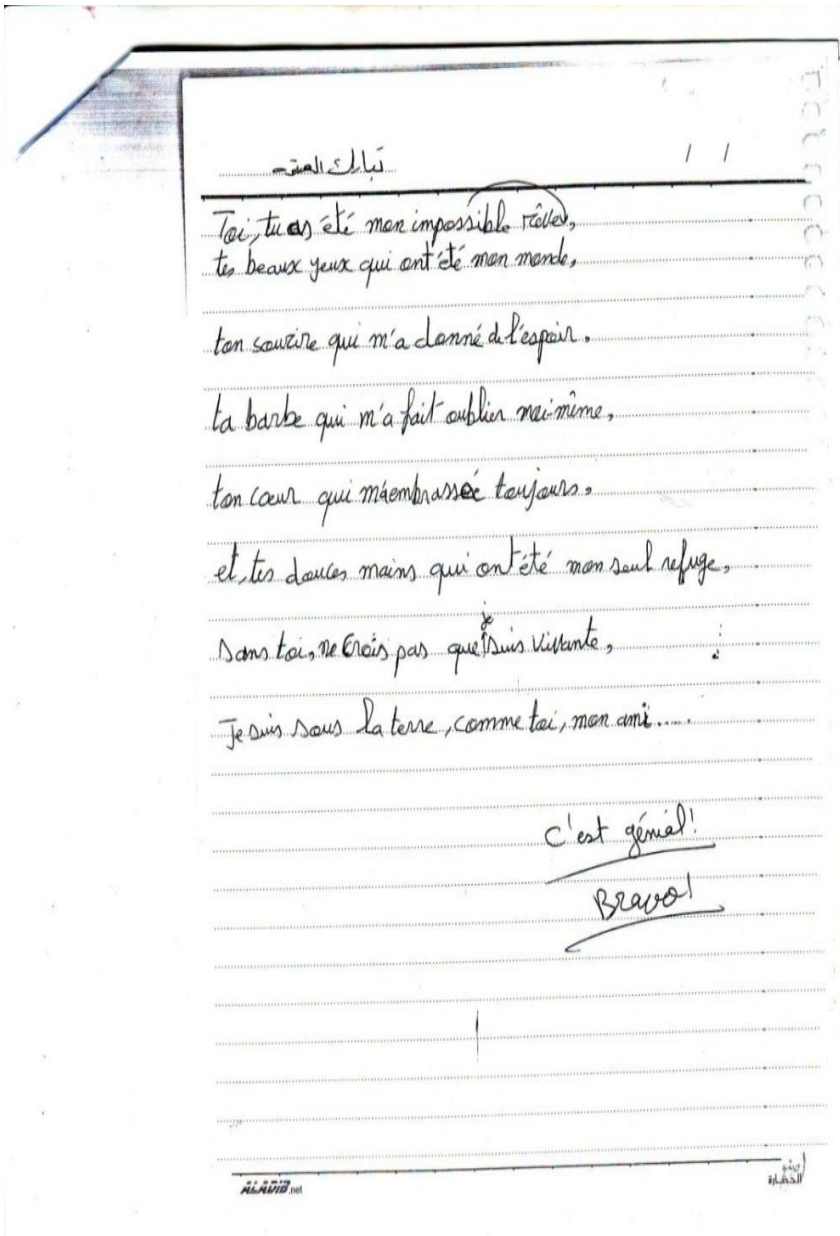 تبارك
/ /
Toi, tu as été mon impossible rêve,
tes beaux yeux qui ont été mon monde,
ton sourire qui m'a donné de l'espoir,
ta barbe qui m'a fait oublier moi-même,
ton cœur qui m'a embrassée toujours,
et, tes douces mains qui ont été mon seul refuge,
Sans toi, ne crois pas que je suis vivante,
Je suis sous la terre, comme toi, mon ami.....
C'est génial!
Bravo!
ALADIB.net
الحضارة